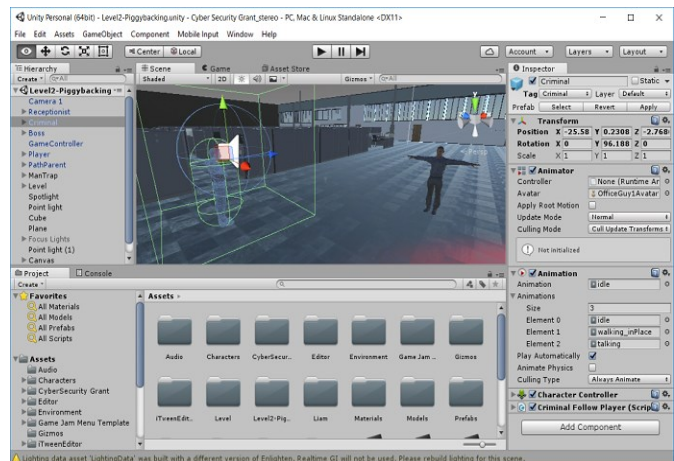 Unity Personal (64bit) - Level2-Piggybacking.unity - Cyber Security Grant_stereo - PC, Mac & Linux Standalone <DX11>
File Edit Assets GameObject Component Mobile Input Window Help
Center Local Account Layers Layout
Hierarchy
Create All
Level2-Piggybacking
Camera 1
Receptionist
Criminal
Boss
GameController
Player
PathParent
ManTrap
Level
Spotlight
Point light
Cube
Plane
Focus Lights
Point light (1)
Canvas
Scene Game Asset Store
Shaded 2D Gizmos All
y
Inspector
Criminal Static
Tag Criminal Layer Default
Prefab Select Revert Apply
Transform
Position X -25.58 Y 0.2308 Z -2.768
Rotation X 0 Y 96.188 Z 0
Scale X 1 Y 1 Z 1
Animator
Controller None (Runtime Ar
Avatar OfficeGuy1Avatar
Apply Root Motion
Update Mode Normal
Culling Mode Cull Update Transforms
Not initialized
Animation
Animation idle
Animations
Size 3
Element 0 idle
Element 1 walking_inPlace
Element 2 talking
Play Automatically
Animate Physics
Culling Type Always Animate
Character Controller
Criminal Follow Player (Scrip
Add Component
Project Console
Create
Favorites
All Materials
All Models
All Prefabs
All Scripts
Assets
Audio
Characters
CyberSecurity Grant
Editor
Environment
Game Jam Menu Template
Gizmos
iTweenEditor
Assets
Audio Characters CyberSecur... Editor Environment Game Jam ... Gizmos
iTweenEdit... Level Level2-Pig... Liam Materials Models Prefabs
Lighting data asset 'LightingData' was built with a different version of Enlighten. Realtime GI will not be used. Please rebuild lighting for this scene.